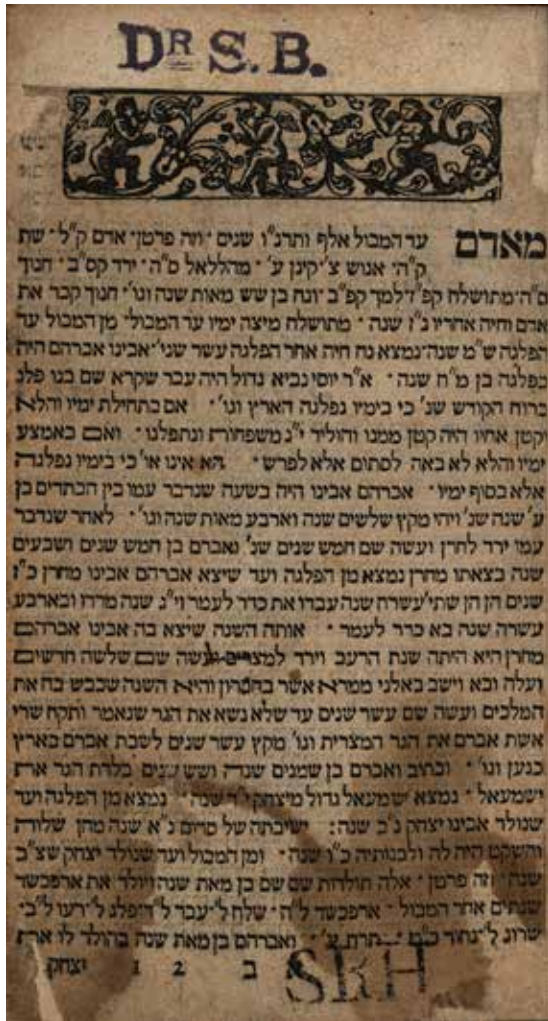 DR S. B.
מאדם עד המבול אלף ותרנ"ו שנים · וזה פרטן · אדם ק"ל · שת
ק"ה · אנוש צ' · קינן ע' · מהללאל ס"ה · ירד קס"ב · חנוך
ס"ה · מתושלח קפ"ז · למך קפ"ב · ונח בן שש מאות שנה וגו' · חנוך קבר את
אדם וחיה אחריו נ"ז שנה · מתושלח מיצה ימיו עד המבול · מן המבול עד
הפלגה ש"מ שנה · נמצא נח חיה אחר הפלגה עשר שני' · אבינו אברהם היה
בפלגה בן מ"ח שנה · א"ר יוסי נביא גדול היה עבר שקרא שם בנו פלג
ברוח הקודש שנ' כי בימיו נפלגה הארץ וגו' · אם בתחילת ימיו והלא
יקטן אחיו היה קטן ממנו והוליד י"ג משפחות ונתפלגו · ואם באמצע
ימיו והלא לא באה לסתום אלא לפרש · הא אינו או' כי בימיו נפלגה
אלא בסוף ימיו · אברהם אבינו היה בשעה שנדבר עמו בין הבתרים בן
ע' שנה שנ' ויהי מקץ שלשים שנה וארבע מאות שנה וגו' · לאחר שנדבר
עמו ירד לחרן ועשה שם חמש שנים שנ' ואברם בן חמש שנים ושבעים
שנה בצאתו מחרן נמצא מן הפלגה ועד שיצא אברהם אבינו מחרן כ"ז
שנים הן הן שתי' עשרה שנה עבדו את כדר לעמר וי"ג שנה מרדו ובארבע
עשרה שנה בא כדר לעמר · אותה השנה שיצא בה אבינו אברהם
מחרן היא היתה שנת הרעב וירד למצרים ועשה שם שלשה חדשים
ועלה ובא וישב באלני ממרא אשר בחברון והיא השנה שכבש בה את
המלכים ועשה שם עשר שנים עד שלא נשא את הגר שנאמר ותקח שרי
אשת אברם את הגר המצרית וגו' מקץ עשר שנים לשבת אברם בארץ
כנען וגו' · וכתיב ואברם בן שמנים שנה ושש שנים בלדת הגר את
ישמעאל · נמצא ישמעאל גדול מיצחק י"ד שנה · נמצא מן הפלגה ועד
שנולד אבינו יצחק נ"ב שנה : ישיבתה של סדום נ"א שנה מהן שלוה
והשקט היה לה ולבנותיה כ"ו שנה · ומן המבול ועד שנולד יצחק שצ"ב
שנה · וזה פרטן · אלה תולדות שם שם בן מאת שנה ויולד את ארפכשד
שנתים אחר המבול · ארפכשד ל"ה · שלח ל' · עבר ל"ד · פלג ל' · רעו ל"ב ·
שרוג ל' · נחור כ"ט · תרח ע' · ואברהם בן מאת שנה בהולד לו את
ב 2 1 יצחק
SRH